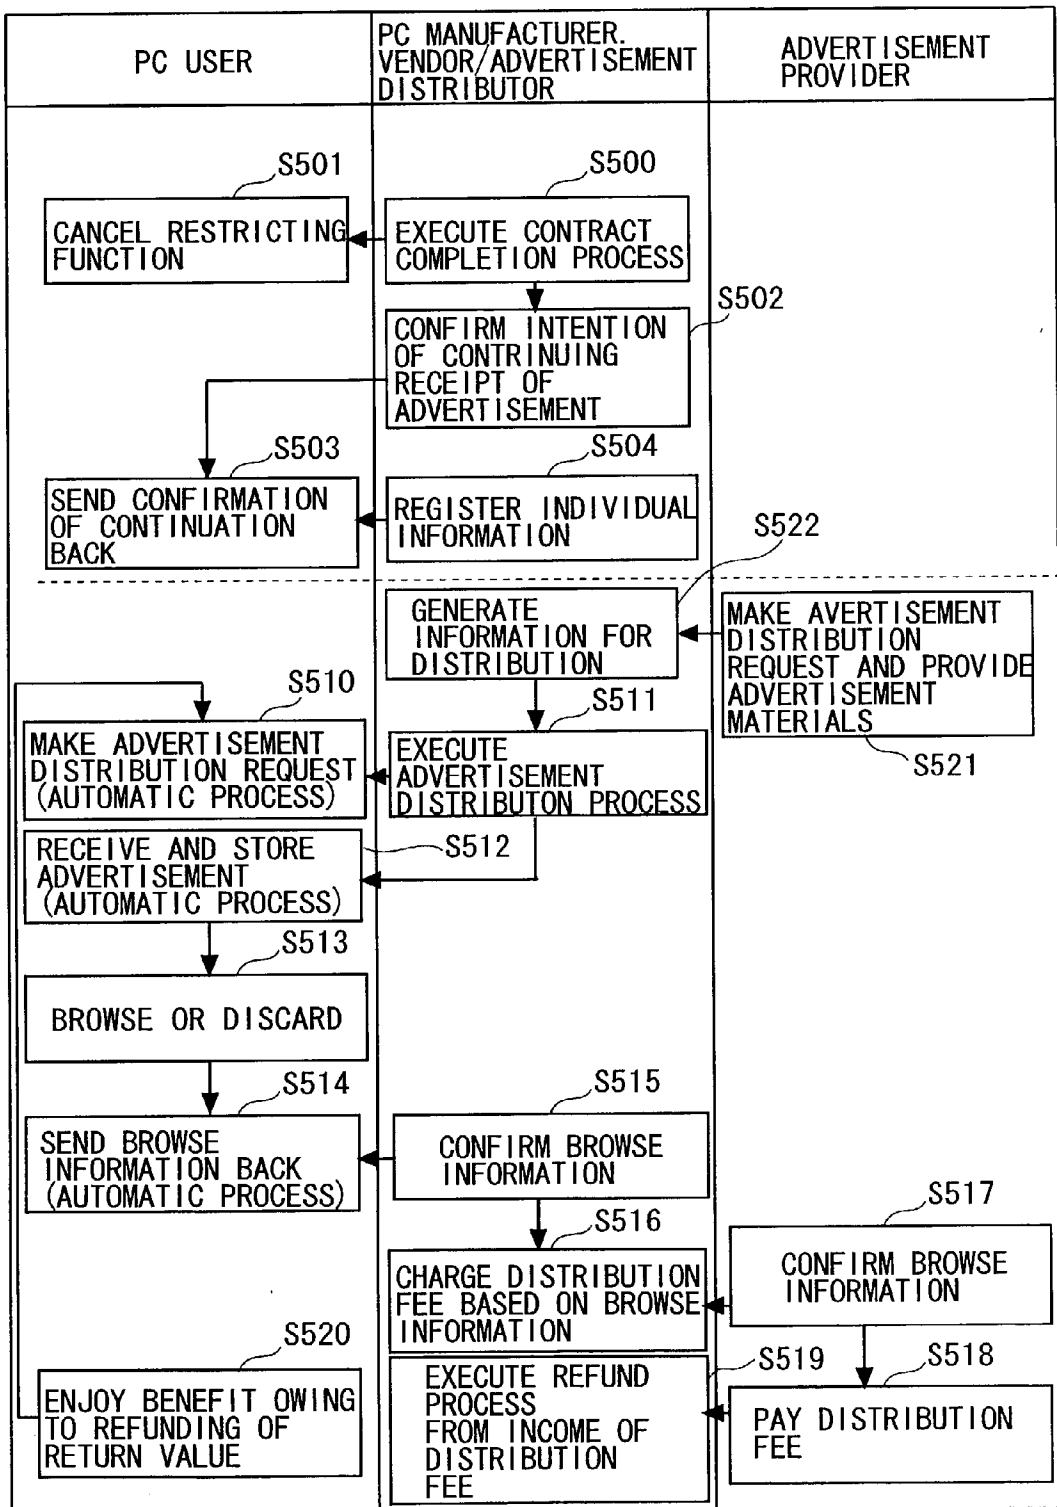 PC USER
PC MANUFACTURER.
VENDOR/ADVERTISEMENT
DISTRIBUTOR
ADVERTISEMENT
PROVIDER
S501
CANCEL RESTRICTING
FUNCTION
S500
EXECUTE CONTRACT
COMPLETION PROCESS
S502
CONFIRM INTENTION
OF CONTRINUING
RECEIPT OF
ADVERTISEMENT
S503
SEND CONFIRMATION
OF CONTINUATION
BACK
S504
REGISTER INDIVIDUAL
INFORMATION
S522
GENERATE
INFORMATION FOR
DISTRIBUTION
MAKE AVERTISEMENT
DISTRIBUTION
REQUEST AND PROVIDE
ADVERTISEMENT
MATERIALS
S521
S510
MAKE ADVERTISEMENT
DISTRIBUTION REQUEST
(AUTOMATIC PROCESS)
S511
EXECUTE
ADVERTISEMENT
DISTRIBUTON PROCESS
RECEIVE AND STORE
ADVERTISEMENT
(AUTOMATIC PROCESS)
S512
S513
BROWSE OR DISCARD
S514
SEND BROWSE
INFORMATION BACK
(AUTOMATIC PROCESS)
S515
CONFIRM BROWSE
INFORMATION
S516
CHARGE DISTRIBUTION
FEE BASED ON BROWSE
INFORMATION
S517
CONFIRM BROWSE
INFORMATION
S520
ENJOY BENEFIT OWING
TO REFUNDING OF
RETURN VALUE
S519
EXECUTE REFUND
PROCESS
FROM INCOME OF
DISTRIBUTION
FEE
S518
PAY DISTRIBUTION
FEE